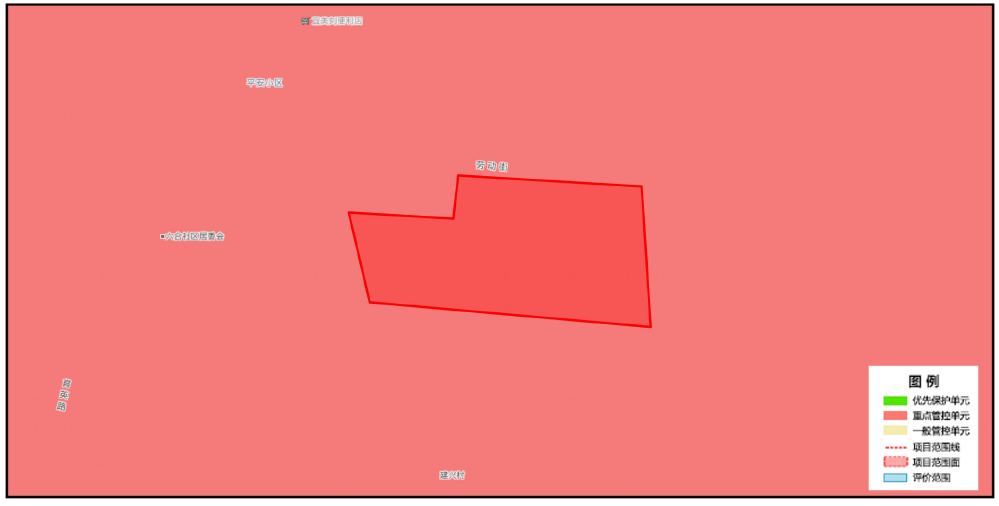 平安小区
劳动街
六合社区居委会
育英路
建兴村
图例
优先保护单元
重点管控单元
一般管控单元
项目范围线
项目范围面
评价范围